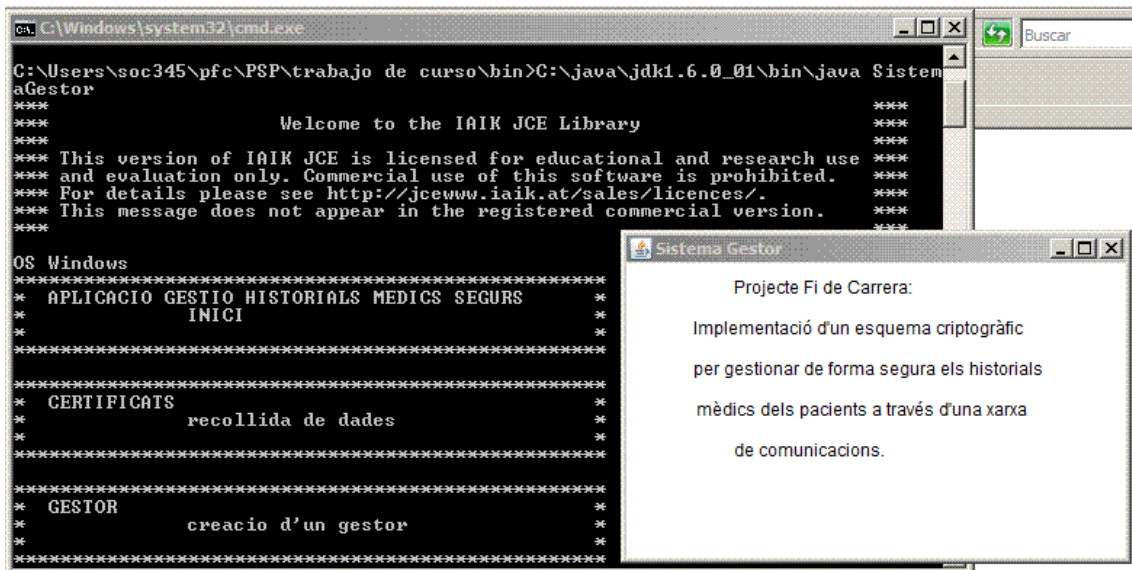 C:\Windows\system32\cmd.exe
Buscar
C:\Users\soc345\pfc\PSP\trabajo de curso\bin>C:\java\jdk1.6.0_01\bin\java Sistem
aGestor
*** ***
*** Welcome to the IAIK JCE Library ***
*** ***
*** This version of IAIK JCE is licensed for educational and research use ***
*** and evaluation only. Commercial use of this software is prohibited. ***
*** For details please see http://jcewww.iaik.at/sales/licences/. ***
*** This message does not appear in the registered commercial version. ***
*** ***
OS Windows
***************************************************
* APLICACIO GESTIO HISTORIALS MEDICS SEGURS *
* INICI *
* *
***************************************************
***************************************************
* CERTIFICATS *
* recollida de dades *
* *
***************************************************
***************************************************
* GESTOR *
* creacio d'un gestor *
* *
***************************************************
Sistema Gestor
Projecte Fi de Carrera:
Implementació d'un esquema criptogràfic
per gestionar de forma segura els historials
mèdics dels pacients a través d'una xarxa
de comunicacions.